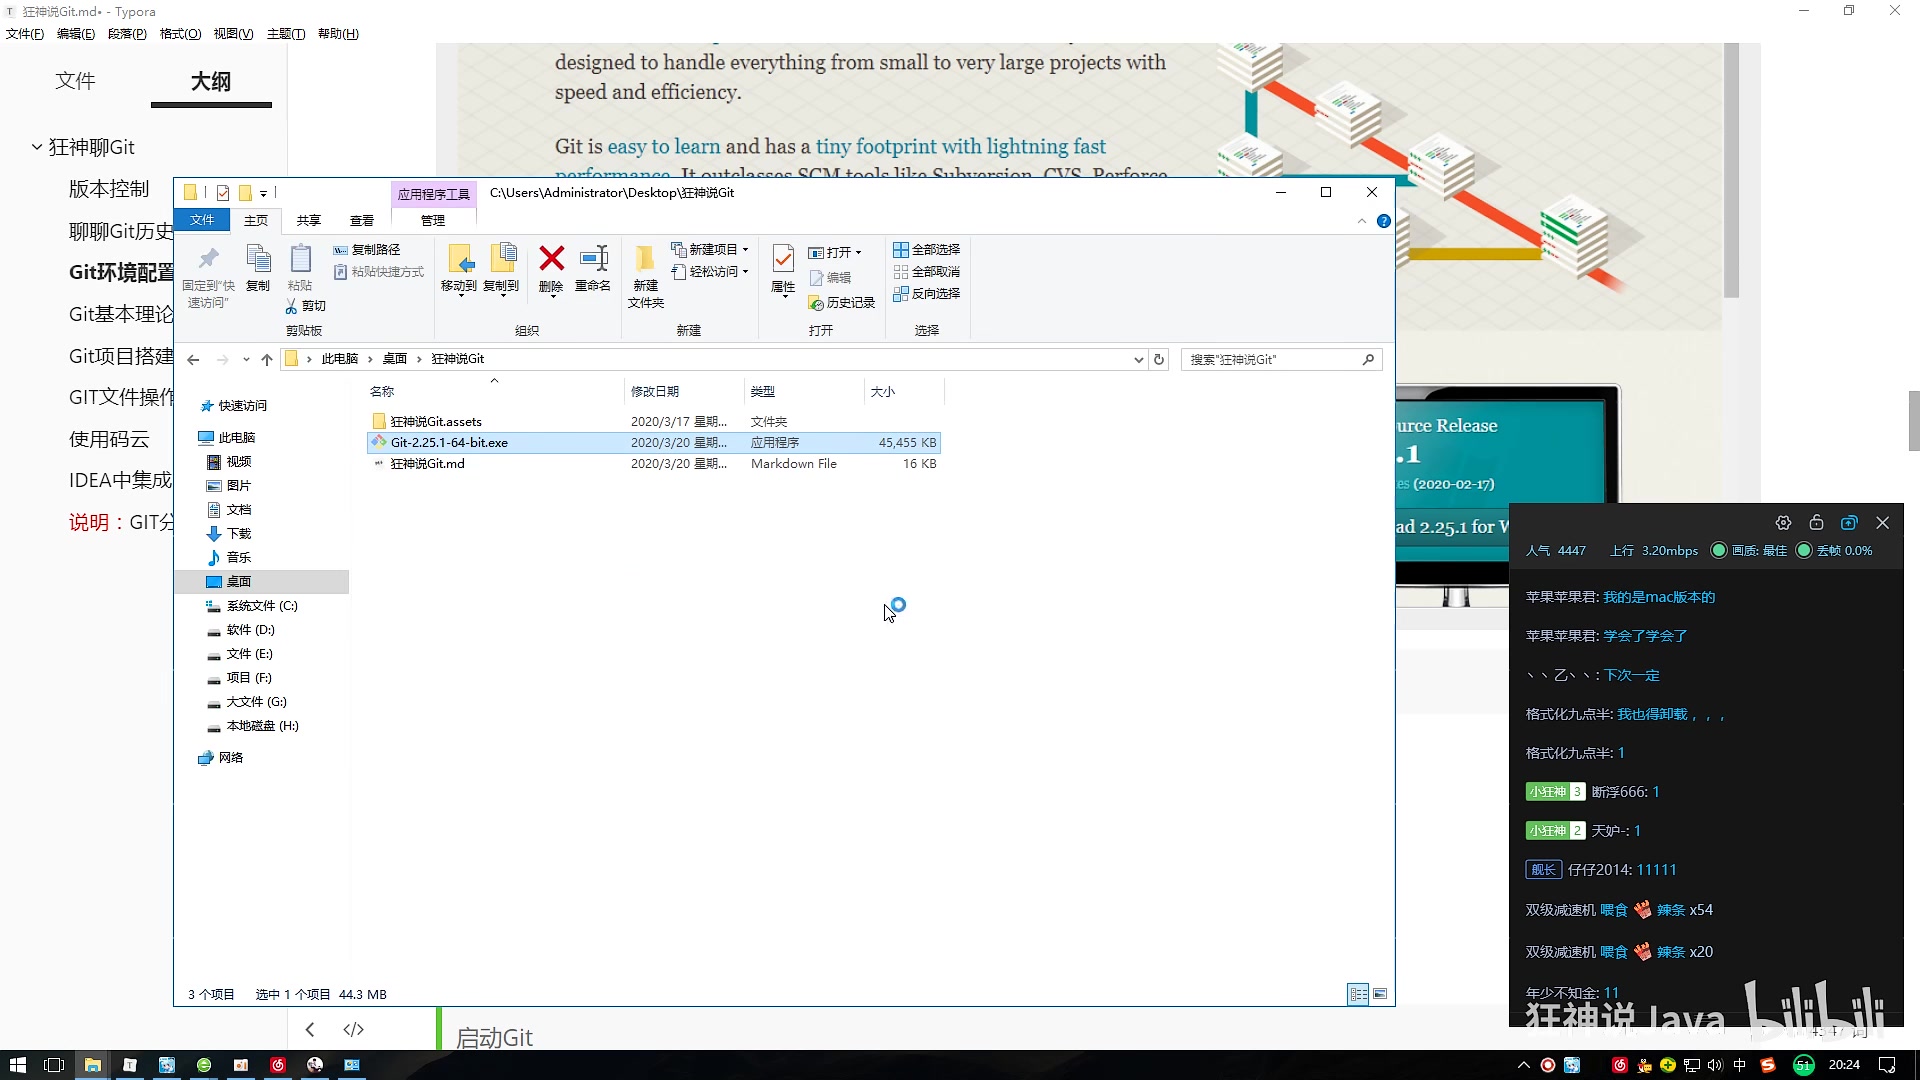 狂神说Git.md• - Typora
文件(F) 编辑(E) 段落(P) 格式(O) 视图(V) 主题(T) 帮助(H)
文件 大纲
狂神聊Git
版本控制
聊聊Git历史
Git环境配置
Git基本理论
Git项目搭建
GIT文件操作
使用码云
IDEA中集成
说明：GIT分
designed to handle everything from small to very large projects with
speed and efficiency.
Git is easy to learn and has a tiny footprint with lightning fast
performance. It outclasses SCM tools like Subversion, CVS, Perforce
应用程序工具 C:\Users\Administrator\Desktop\狂神说Git
文件 主页 共享 查看 管理
固定到"快
速访问"
复制
粘贴
复制路径
粘贴快捷方式
剪切
剪贴板
移动到 复制到 删除 重命名
组织
新建
文件夹
新建项目
轻松访问
新建
属性
打开
编辑
历史记录
打开
全部选择
全部取消
反向选择
选择
此电脑 桌面 狂神说Git
搜索"狂神说Git"
名称 修改日期 类型 大小
狂神说Git.assets 2020/3/17 星期... 文件夹
Git-2.25.1-64-bit.exe 2020/3/20 星期... 应用程序 45,455 KB
狂神说Git.md 2020/3/20 星期... Markdown File 16 KB
快速访问
此电脑
视频
图片
文档
下载
音乐
桌面
系统文件 (C:)
软件 (D:)
文件 (E:)
项目 (F:)
大文件 (G:)
本地磁盘 (H:)
网络
3 个项目 选中 1 个项目 44.3 MB
urce Release
.1
es (2020-02-17)
ad 2.25.1 for W
人气 4447 上行 3.20mbps 画质: 最佳 丢帧 0.0%
苹果苹果君: 我的是mac版本的
苹果苹果君: 学会了学会了
丶丶乙丶丶: 下次一定
格式化九点半: 我也得卸载，，，
格式化九点半: 1
小狂神 3 断浮666: 1
小狂神 2 天妒-: 1
舰长 仔仔2014: 11111
双级减速机 喂食 辣条 x54
双级减速机 喂食 辣条 x20
年少不知金: 11
狂神说 Java bilibili
启动Git
中 51 20:24